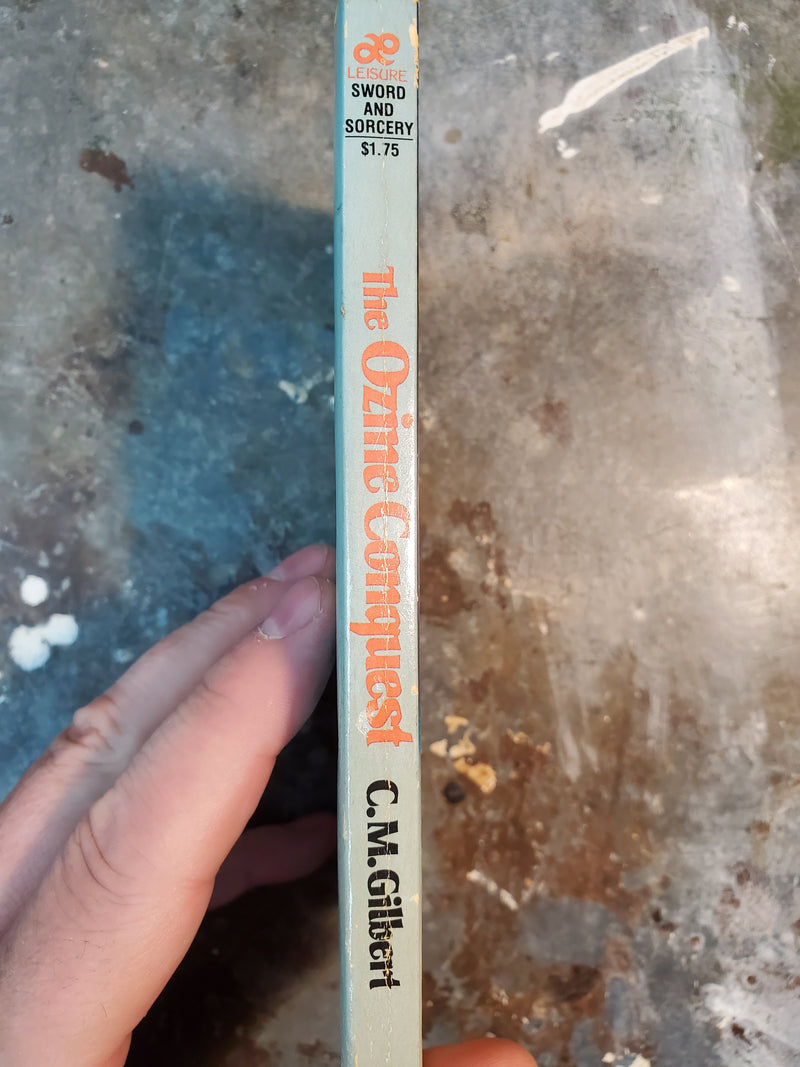 LEISURE
SWORD
AND
SORCERY
$1.75
The Ozine Conquest
C.M.Gilbert